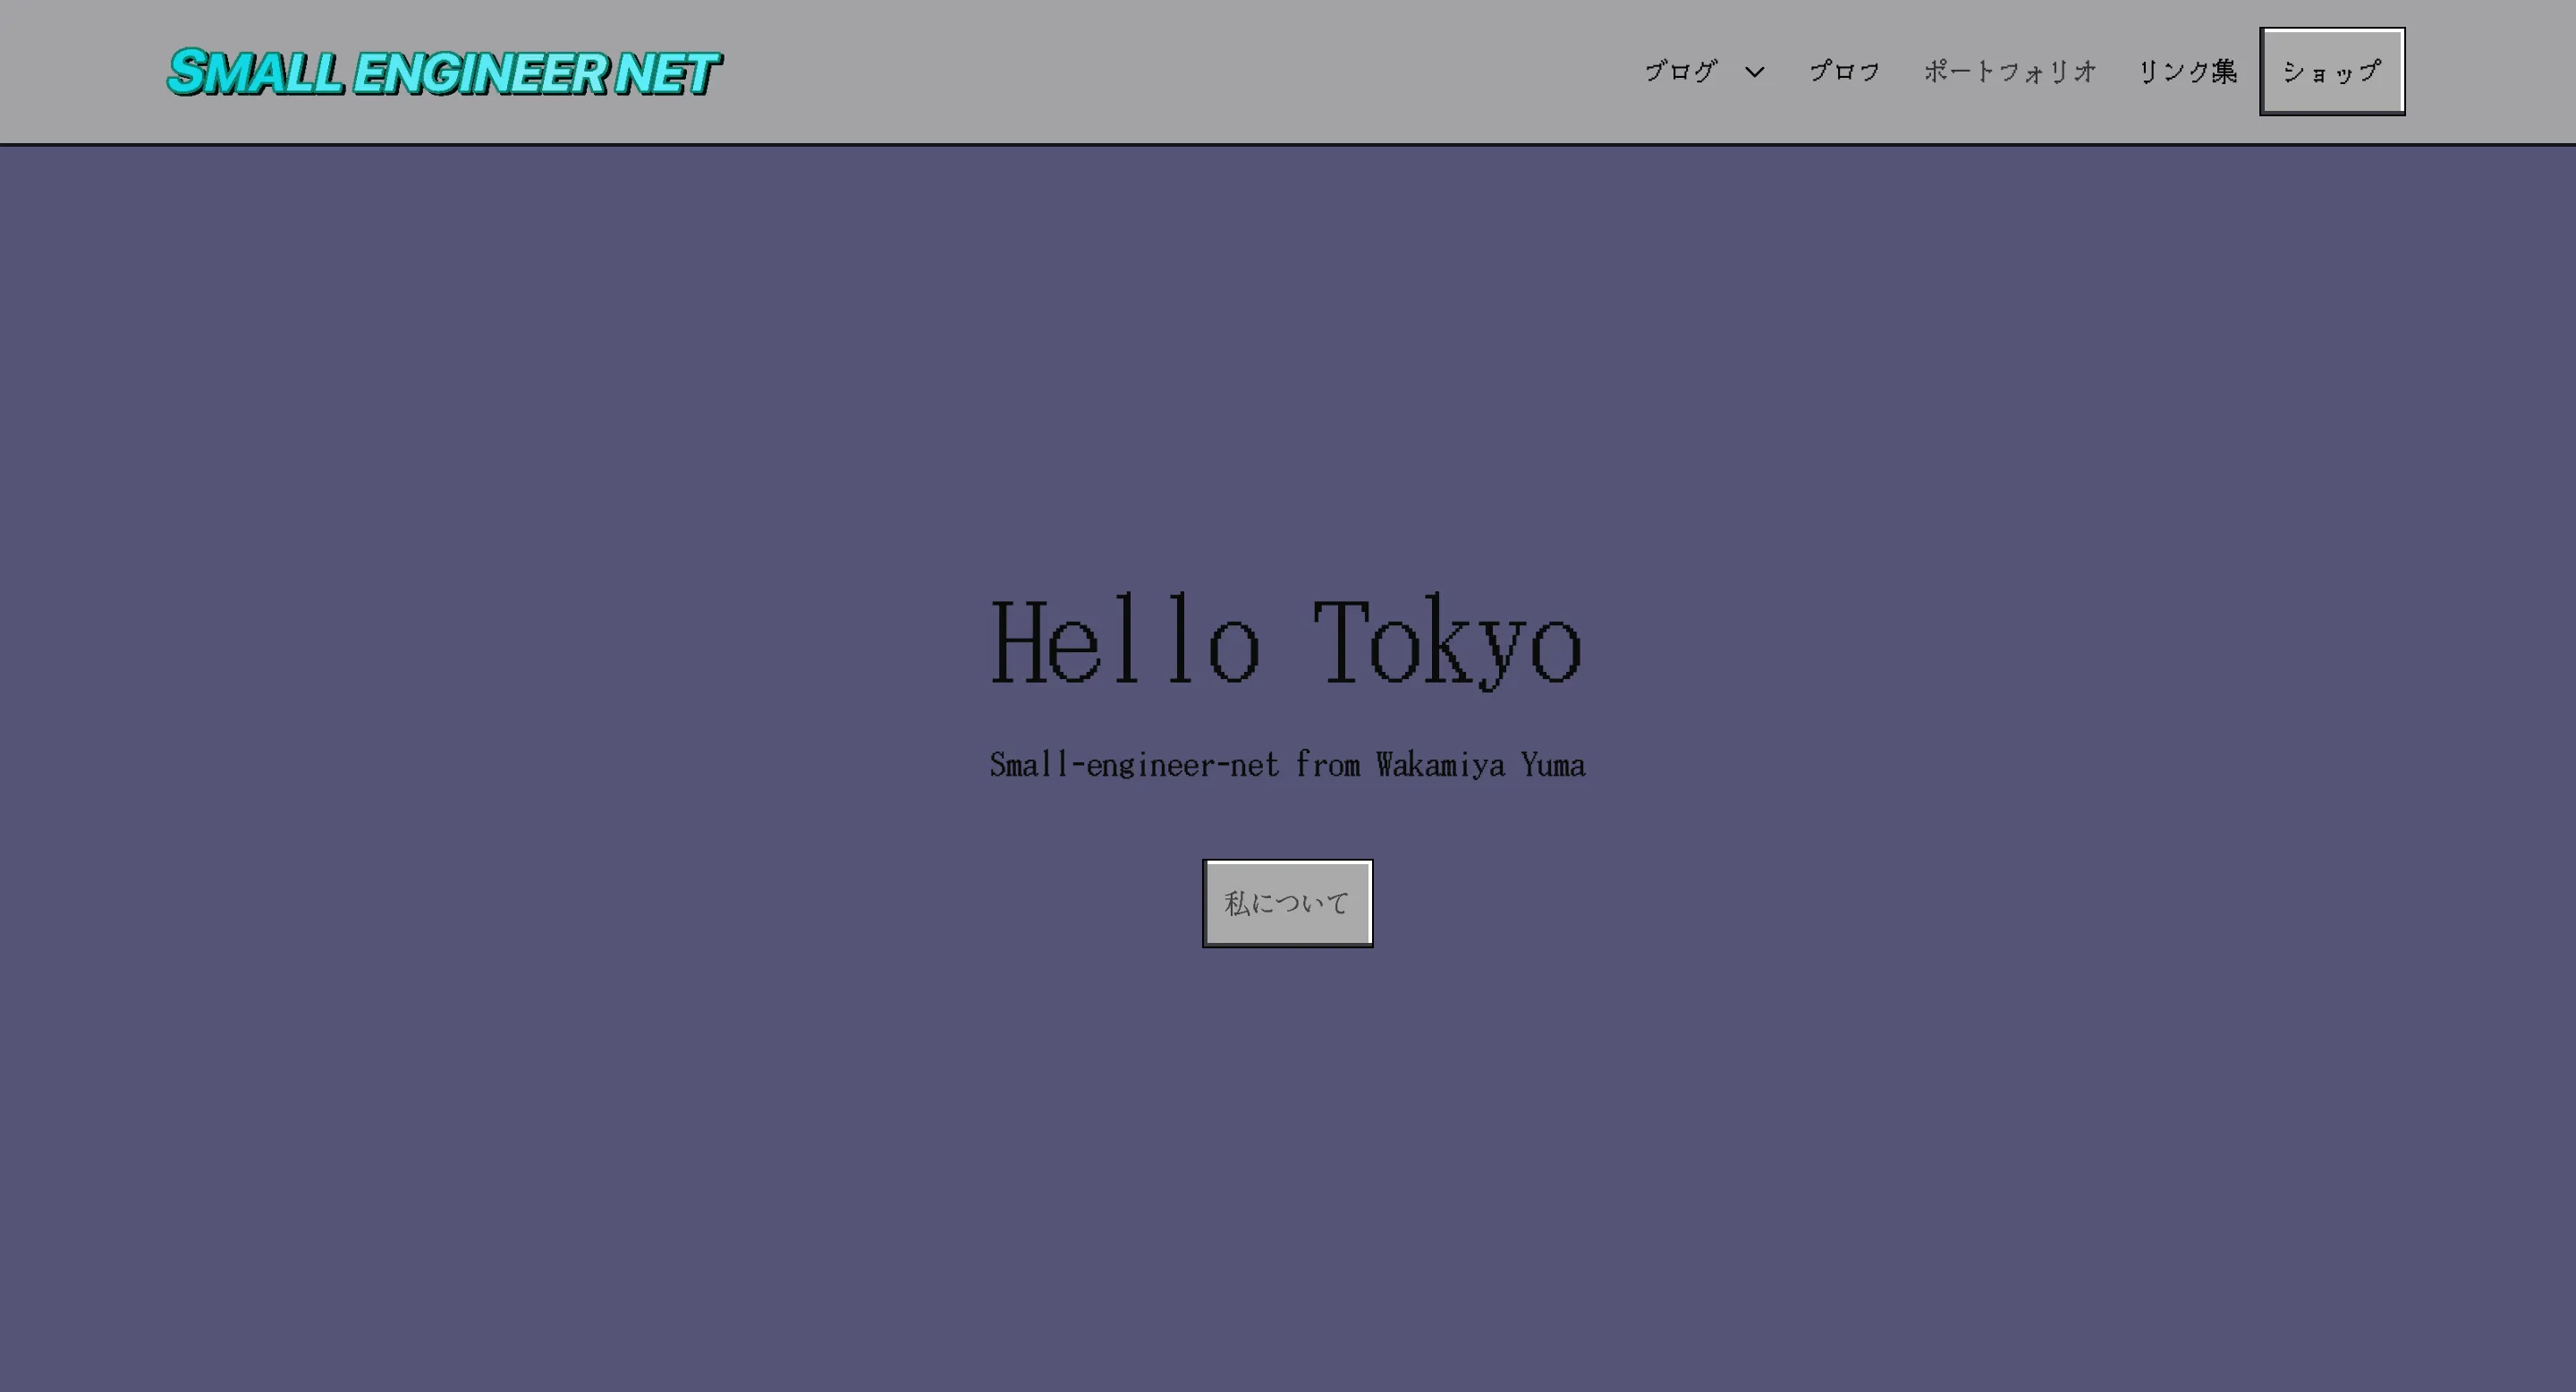 SMALL ENGINEER NET
ブログ プロフ ポートフォリオ リンク集 ショップ
Hello Tokyo
Small-engineer-net from Wakamiya Yuma
私について